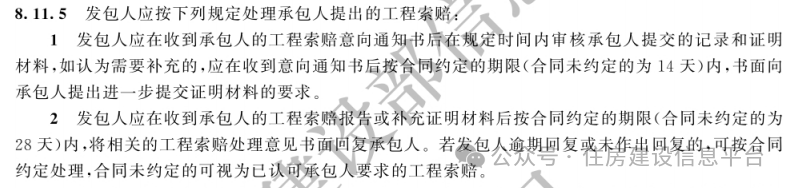 8.11.5 发包人应按下列规定处理承包人提出的工程索赔:
1 发包人应在收到承包人的工程索赔意向通知书后在规定时间内审核承包人提交的记录和证明
材料,如认为需要补充的,应在收到意向通知书后按合同约定的期限(合同未约定的为 14 天)内,书面向
承包人提出进一步提交证明材料的要求。
2 发包人应在收到承包人的工程索赔报告或补充证明材料后按合同约定的期限(合同未约定的为
28 天)内,将相关的工程索赔处理意见书面回复承包人。若发包人逾期回复或未作出回复的,可按合同
约定处理,合同未约定的可视为已认可承包人要求的工程索赔。
公众号·住房建设信息平台
建设部信息